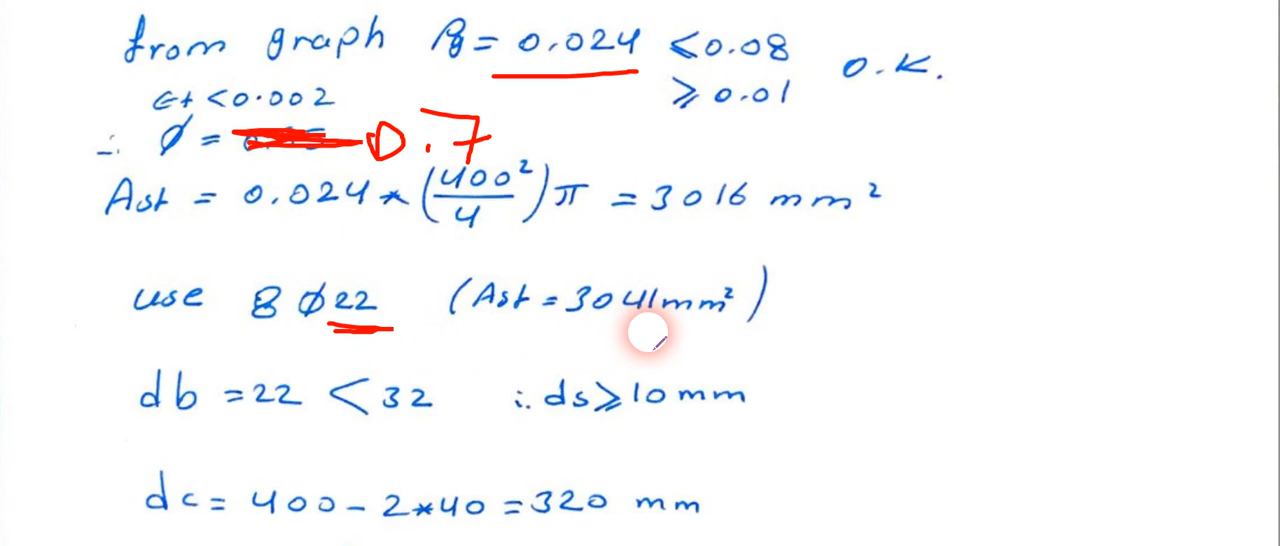 from graph ρg = 0.024 ≤ 0.08 O.K.
≥ 0.01
εt < 0.002
∴ φ = 0.7
Ast = 0.024 * (400²/4) π = 3016 mm²
use 8 φ 22 (Ast = 3041 mm²)
db = 22 < 32 ∴ ds ≥ 10 mm
dc = 400 - 2*40 = 320 mm